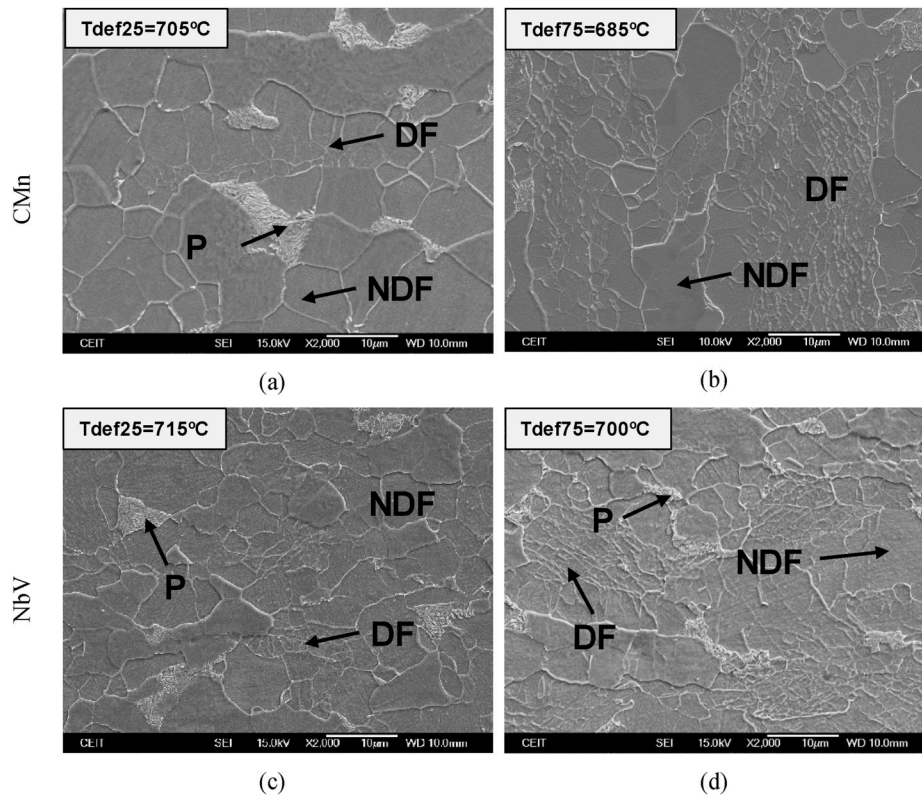 Tdef25=705ºC
DF
P
NDF
CEIT SEI 15.0kV X2,000 10µm WD 10.0mm
(a)
Tdef75=685ºC
DF
NDF
CEIT SEI 10.0kV X2,000 10µm WD 10.0mm
(b)
CMn
Tdef25=715ºC
NDF
P
DF
CEIT SEI 15.0kV X2,000 10µm WD 10.0mm
(c)
Tdef75=700ºC
P
NDF
DF
CEIT SEI 15.0kV X2,000 10µm WD 10.0mm
(d)
NbV